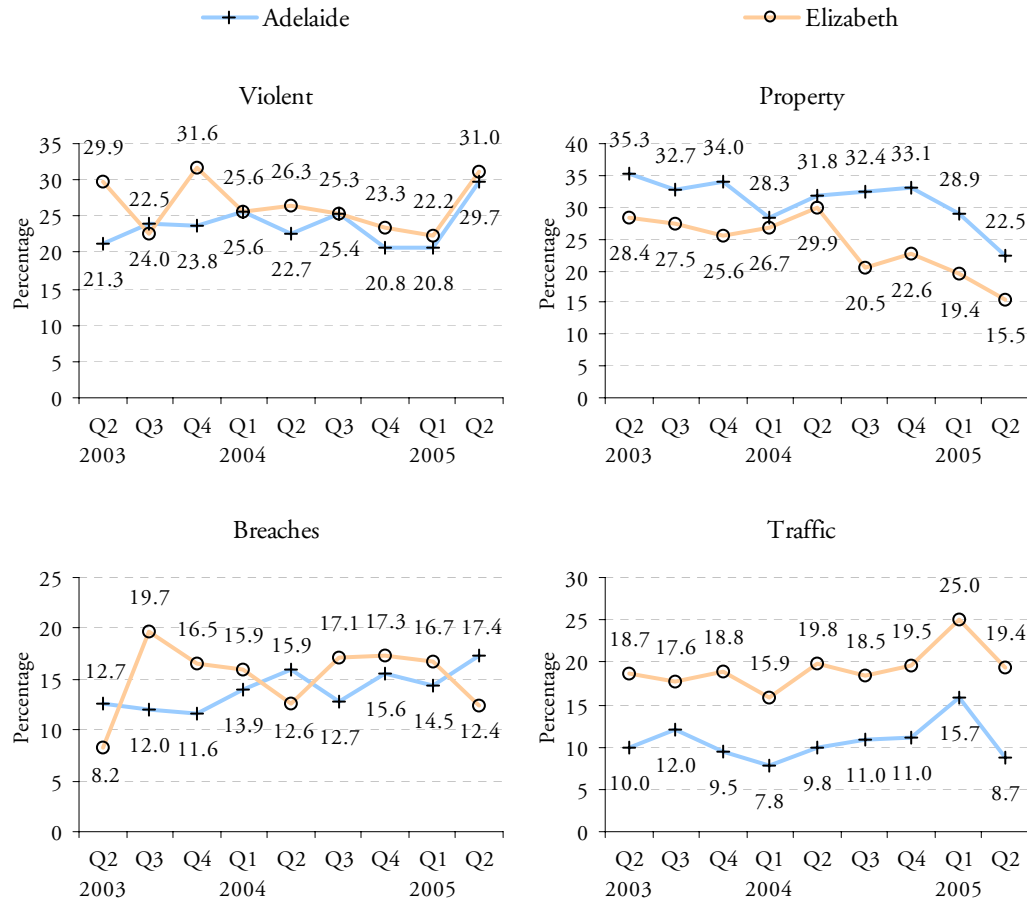 Adelaide Elizabeth
Violent
Percentage
35
30
25
20
15
10
5
0
29.9 22.5 31.6 25.6 26.3 25.3 23.3 22.2 31.0
21.3 24.0 23.8 25.6 22.7 25.4 20.8 20.8 29.7
Q2 Q3 Q4 Q1 Q2 Q3 Q4 Q1 Q2
2003 2004 2005
Property
Percentage
40
35
30
25
20
15
10
5
0
35.3 32.7 34.0 28.3 31.8 32.4 33.1 28.9 22.5
28.4 27.5 25.6 26.7 29.9 20.5 22.6 19.4 15.5
Q2 Q3 Q4 Q1 Q2 Q3 Q4 Q1 Q2
2003 2004 2005
Breaches
Percentage
25
20
15
10
5
0
12.7 19.7 16.5 15.9 15.9 17.1 17.3 16.7 17.4
8.2 12.0 11.6 13.9 12.6 12.7 15.6 14.5 12.4
Q2 Q3 Q4 Q1 Q2 Q3 Q4 Q1 Q2
2003 2004 2005
Traffic
Percentage
30
25
20
15
10
5
0
18.7 17.6 18.8 15.9 19.8 18.5 19.5 25.0 19.4
10.0 12.0 9.5 7.8 9.8 11.0 11.0 15.7 8.7
Q2 Q3 Q4 Q1 Q2 Q3 Q4 Q1 Q2
2003 2004 2005